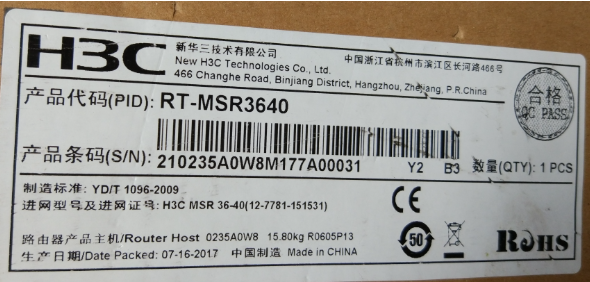 H3C
新华三技术有限公司
New H3C Technologies Co., Ltd.
中国浙江省杭州市滨江区长河路466号
466 Changhe Road, Binjiang District, Hangzhou, Zhejiang, P.R.China
合格
QC PASS
产品代码(PID): RT-MSR3640
产品条码(S/N): 210235A0W8M177A00031 Y2 B3 数量(QTY): 1 PCS
制造标准: YD/T 1096-2009
进网型号及进网证号: H3C MSR 36-40(12-7781-151531)
CE
路由器产品主机/Router Host 0235A0W8 15.80kg R0605P13
50
RoHS
生产日期/Date Packed 07-16-2017 中国制造 Made in CHINA